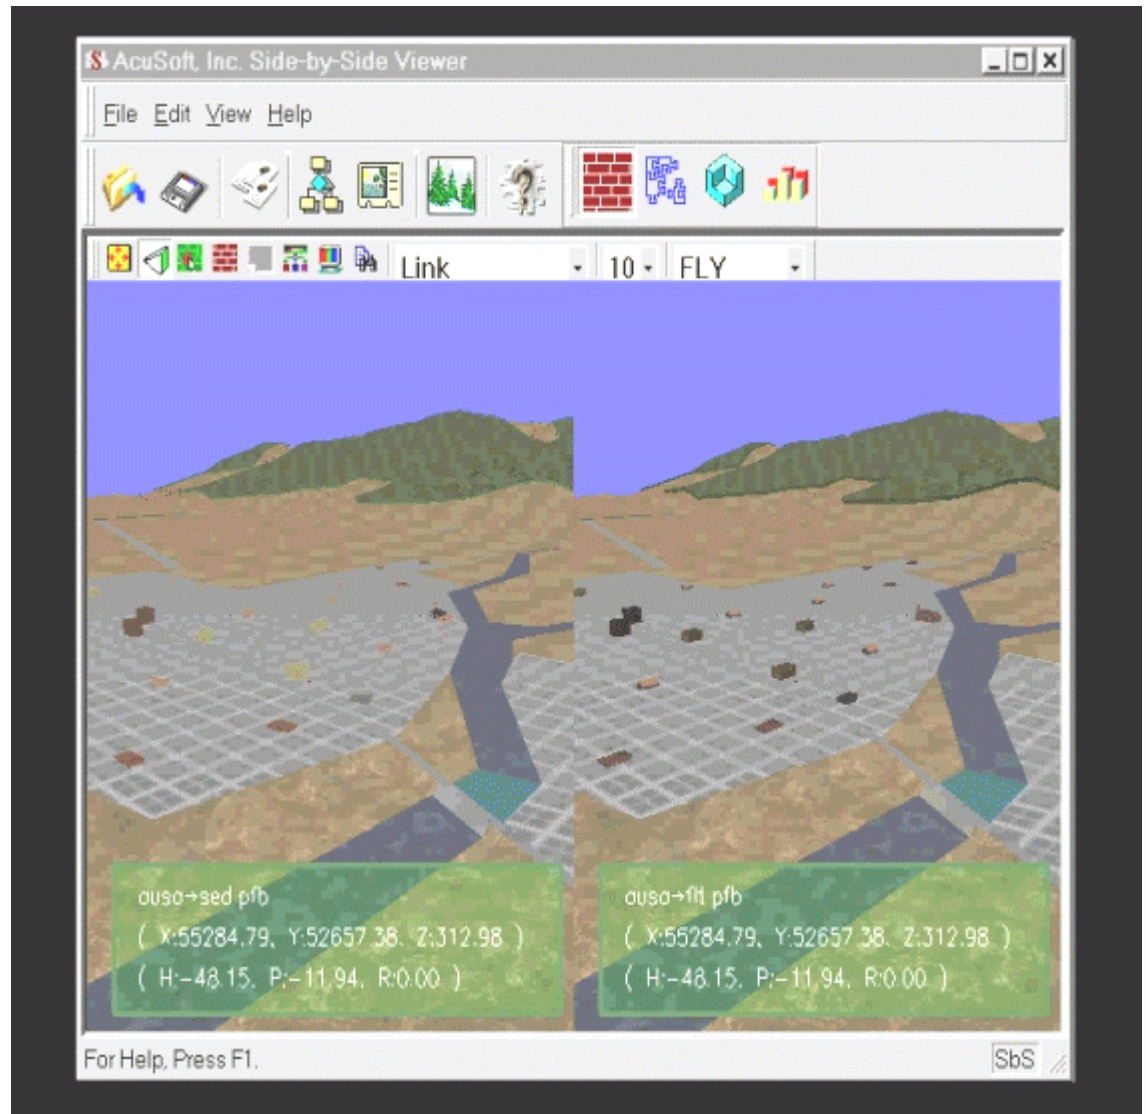 AcuSoft, Inc. Side-by-Side Viewer
File Edit View Help
Link 10 FLY
ausa→sed pfb
( X:55284.79, Y:52657.38, Z:312.98 )
( H:-48.15, P:-11.94, R:0.00 )
ausa→flt pfb
( X:55284.79, Y:52657.38, Z:312.98 )
( H:-48.15, P:-11.94, R:0.00 )
For Help, Press F1.
SbS